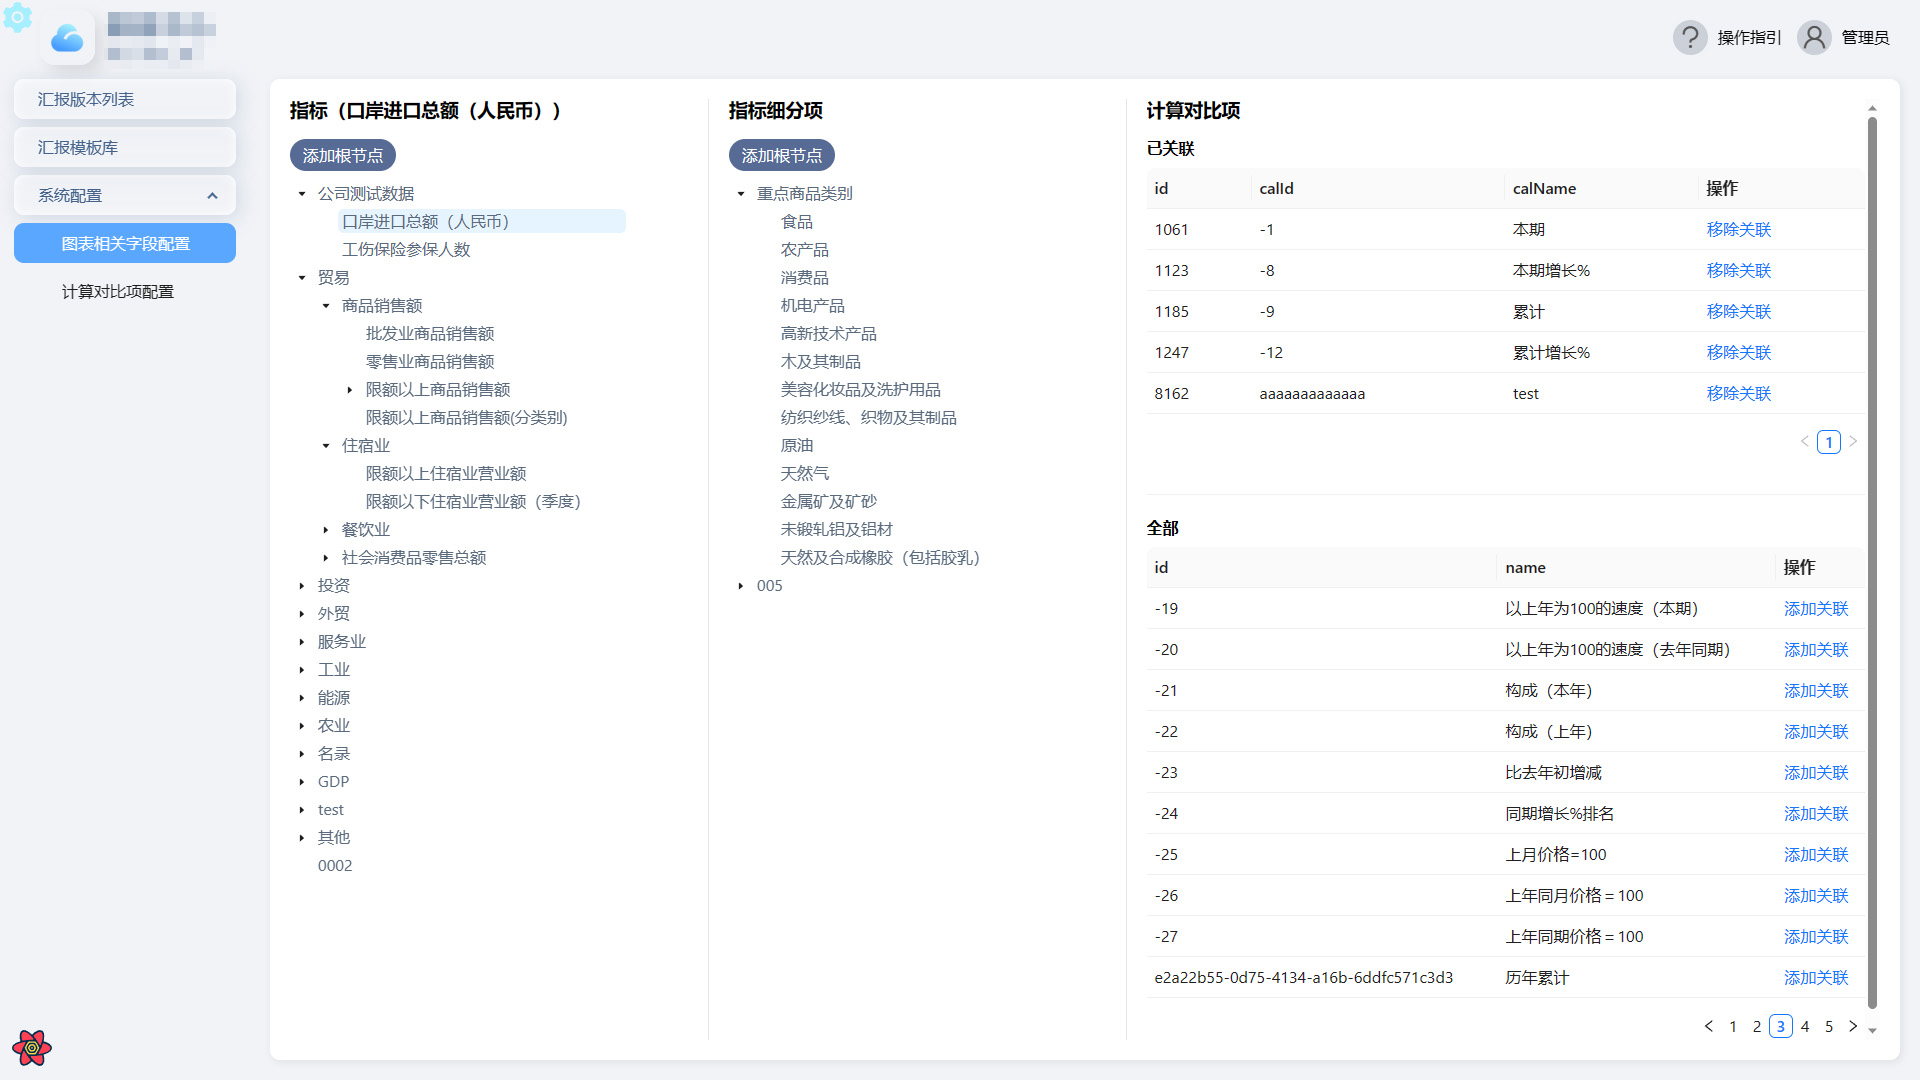 操作指引
管理员
汇报版本列表
汇报模板库
系统配置
图表相关字段配置
计算对比项配置
指标（口岸进口总额（人民币））
添加根节点
公司测试数据
口岸进口总额（人民币）
工伤保险参保人数
贸易
商品销售额
批发业商品销售额
零售业商品销售额
限额以上商品销售额
限额以上商品销售额(分类别)
住宿业
限额以上住宿业营业额
限额以下住宿业营业额（季度）
餐饮业
社会消费品零售总额
投资
外贸
服务业
工业
能源
农业
名录
GDP
test
其他
0002
指标细分项
添加根节点
重点商品类别
食品
农产品
消费品
机电产品
高新技术产品
木及其制品
美容化妆品及洗护用品
纺织纱线、织物及其制品
原油
天然气
金属矿及矿砂
未锻轧铝及铝材
天然及合成橡胶（包括胶乳）
005
计算对比项
已关联
id calId calName 操作
1061 -1 本期 移除关联
1123 -8 本期增长% 移除关联
1185 -9 累计 移除关联
1247 -12 累计增长% 移除关联
8162 aaaaaaaaaaaaa test 移除关联
< 1 >
全部
id name 操作
-19 以上年为100的速度（本期） 添加关联
-20 以上年为100的速度（去年同期） 添加关联
-21 构成（本年） 添加关联
-22 构成（上年） 添加关联
-23 比去年初增减 添加关联
-24 同期增长%排名 添加关联
-25 上月价格=100 添加关联
-26 上年同月价格＝100 添加关联
-27 上年同期价格＝100 添加关联
e2a22b55-0d75-4134-a16b-6ddfc571c3d3 历年累计 添加关联
< 1 2 3 4 5 >